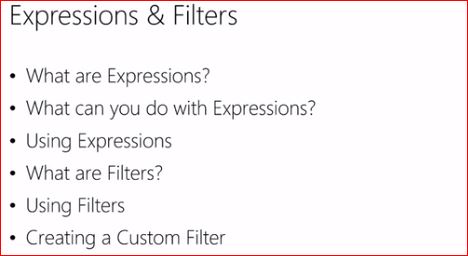 Expressions & Filters
• What are Expressions?
• What can you do with Expressions?
• Using Expressions
• What are Filters?
• Using Filters
• Creating a Custom Filter